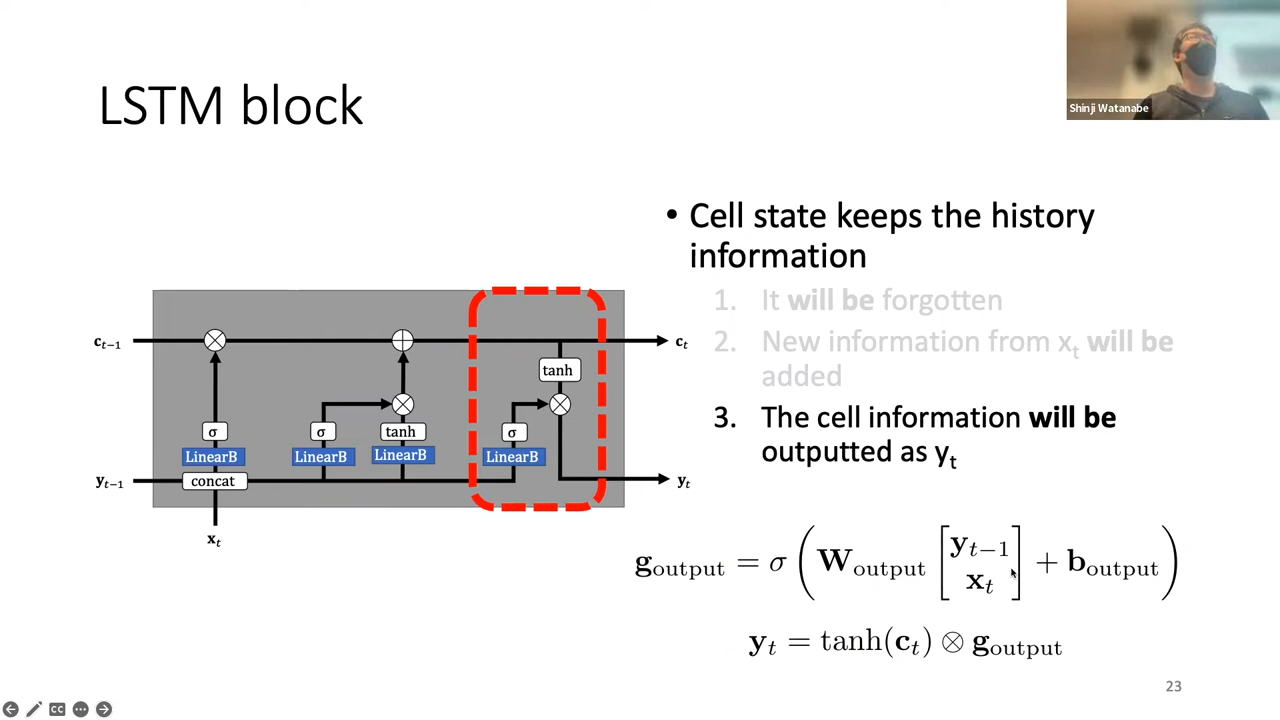 Shinji Watanabe
LSTM block
• Cell state keeps the history
information
1. It will be forgotten
2. New information from xt will be
added
3. The cell information will be
outputted as yt
ct−1
ct
tanh
σ
σ
tanh
σ
LinearB
LinearB
LinearB
LinearB
yt−1
concat
yt
xt
goutput = σ ( Woutput [ yt−1 xt ] + boutput )
yt = tanh(ct) ⊗ goutput
23
CC